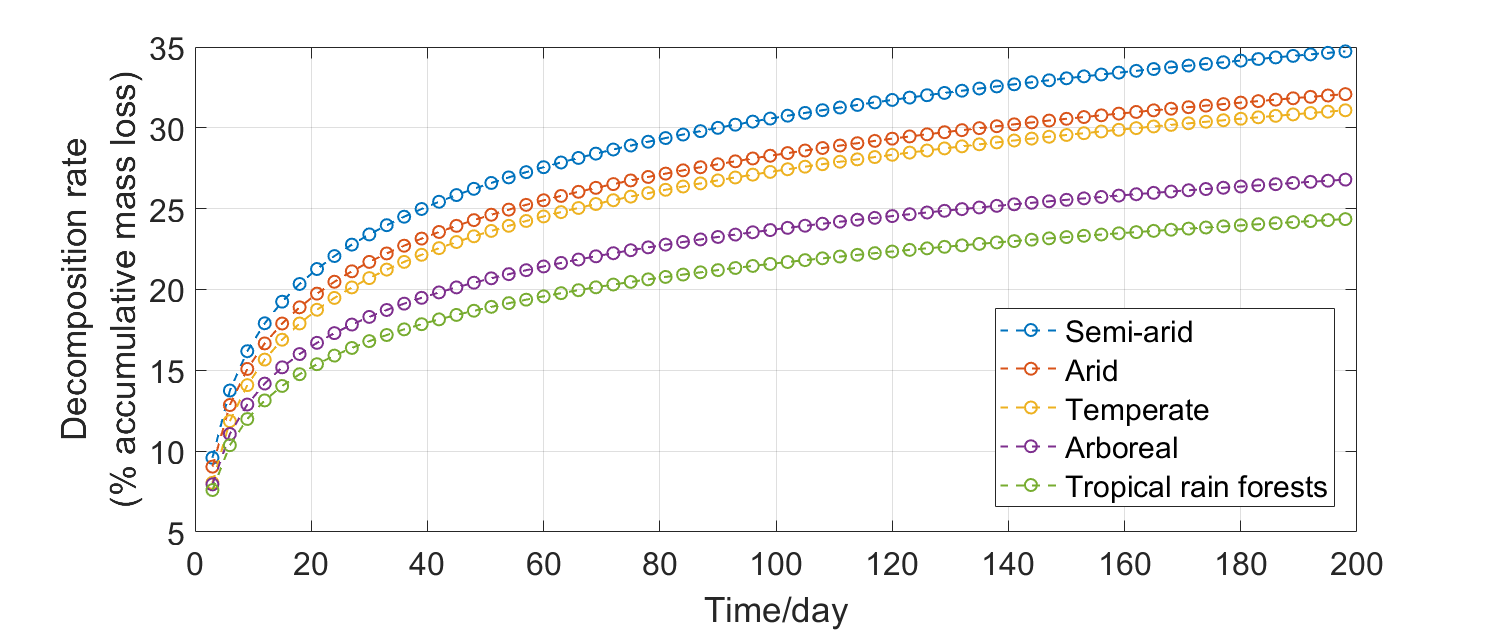 Decomposition rate
(% accumulative mass loss)
35
30
25
20
15
10
5
0 20 40 60 80 100 120 140 160 180 200
Time/day
Semi-arid
Arid
Temperate
Arboreal
Tropical rain forests